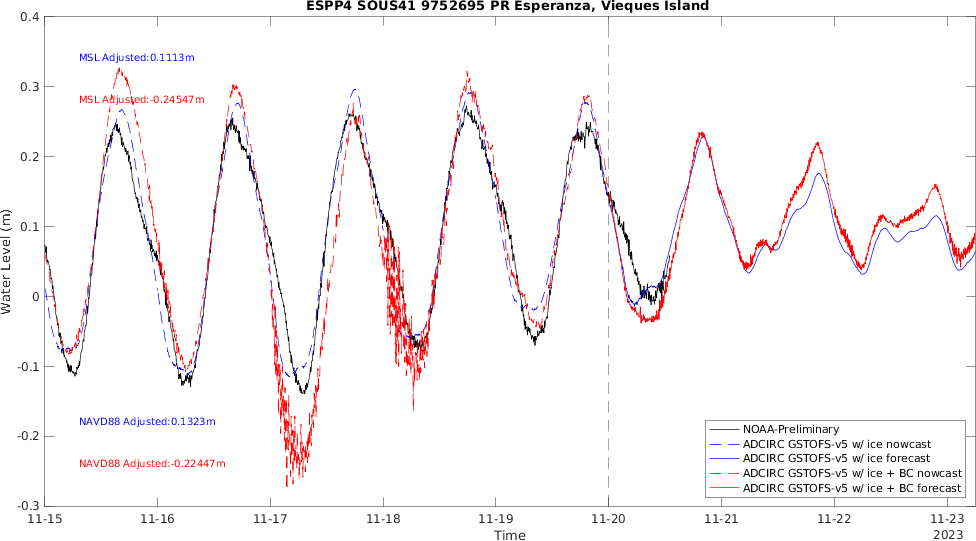 ESPP4 SOUS41 9752695 PR Esperanza, Vieques Island
0.4
0.3
0.2
0.1
0
-0.1
-0.2
-0.3
Water Level (m)
MSL Adjusted:0.1113m
MSL Adjusted:-0.24547m
NAVD88 Adjusted:0.1323m
NAVD88 Adjusted:-0.22447m
NOAA-Preliminary
ADCIRC GSTOFS-v5 w/ ice nowcast
ADCIRC GSTOFS-v5 w/ ice forecast
ADCIRC GSTOFS-v5 w/ ice + BC nowcast
ADCIRC GSTOFS-v5 w/ ice + BC forecast
11-15 11-16 11-17 11-18 11-19 11-20 11-21 11-22 11-23
Time
2023